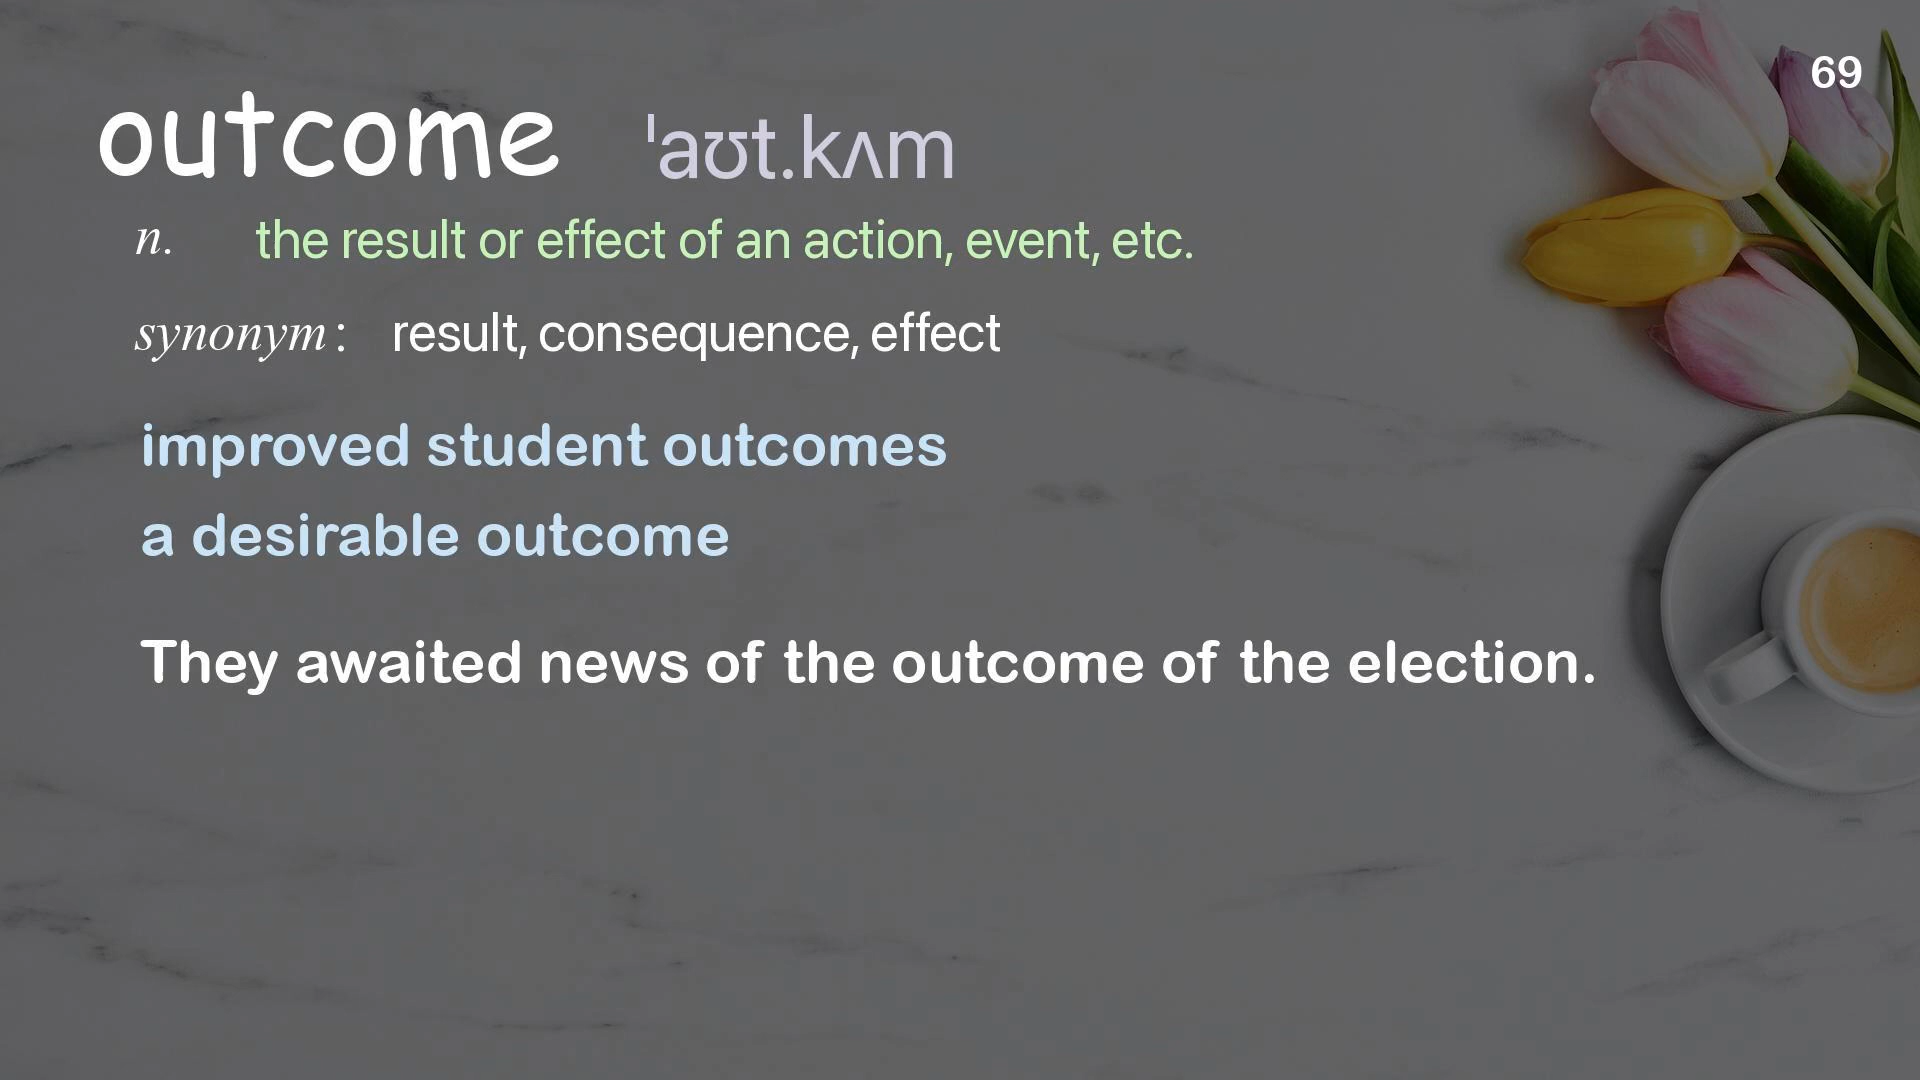 69
outcome ˈaʊt.kʌm
n. the result or effect of an action, event, etc.
synonym : result, consequence, effect
improved student outcomes
a desirable outcome
They awaited news of the outcome of the election.